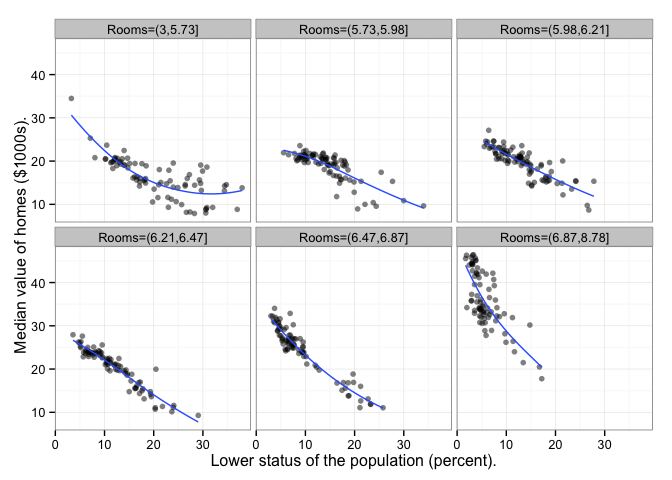 Rooms=(3,5.73] Rooms=(5.73,5.98] Rooms=(5.98,6.21]
40
30
20
10
Rooms=(6.21,6.47] Rooms=(6.47,6.87] Rooms=(6.87,8.78]
40
30
20
10
0 10 20 30 0 10 20 30 0 10 20 30
Lower status of the population (percent).
Median value of homes ($1000s).